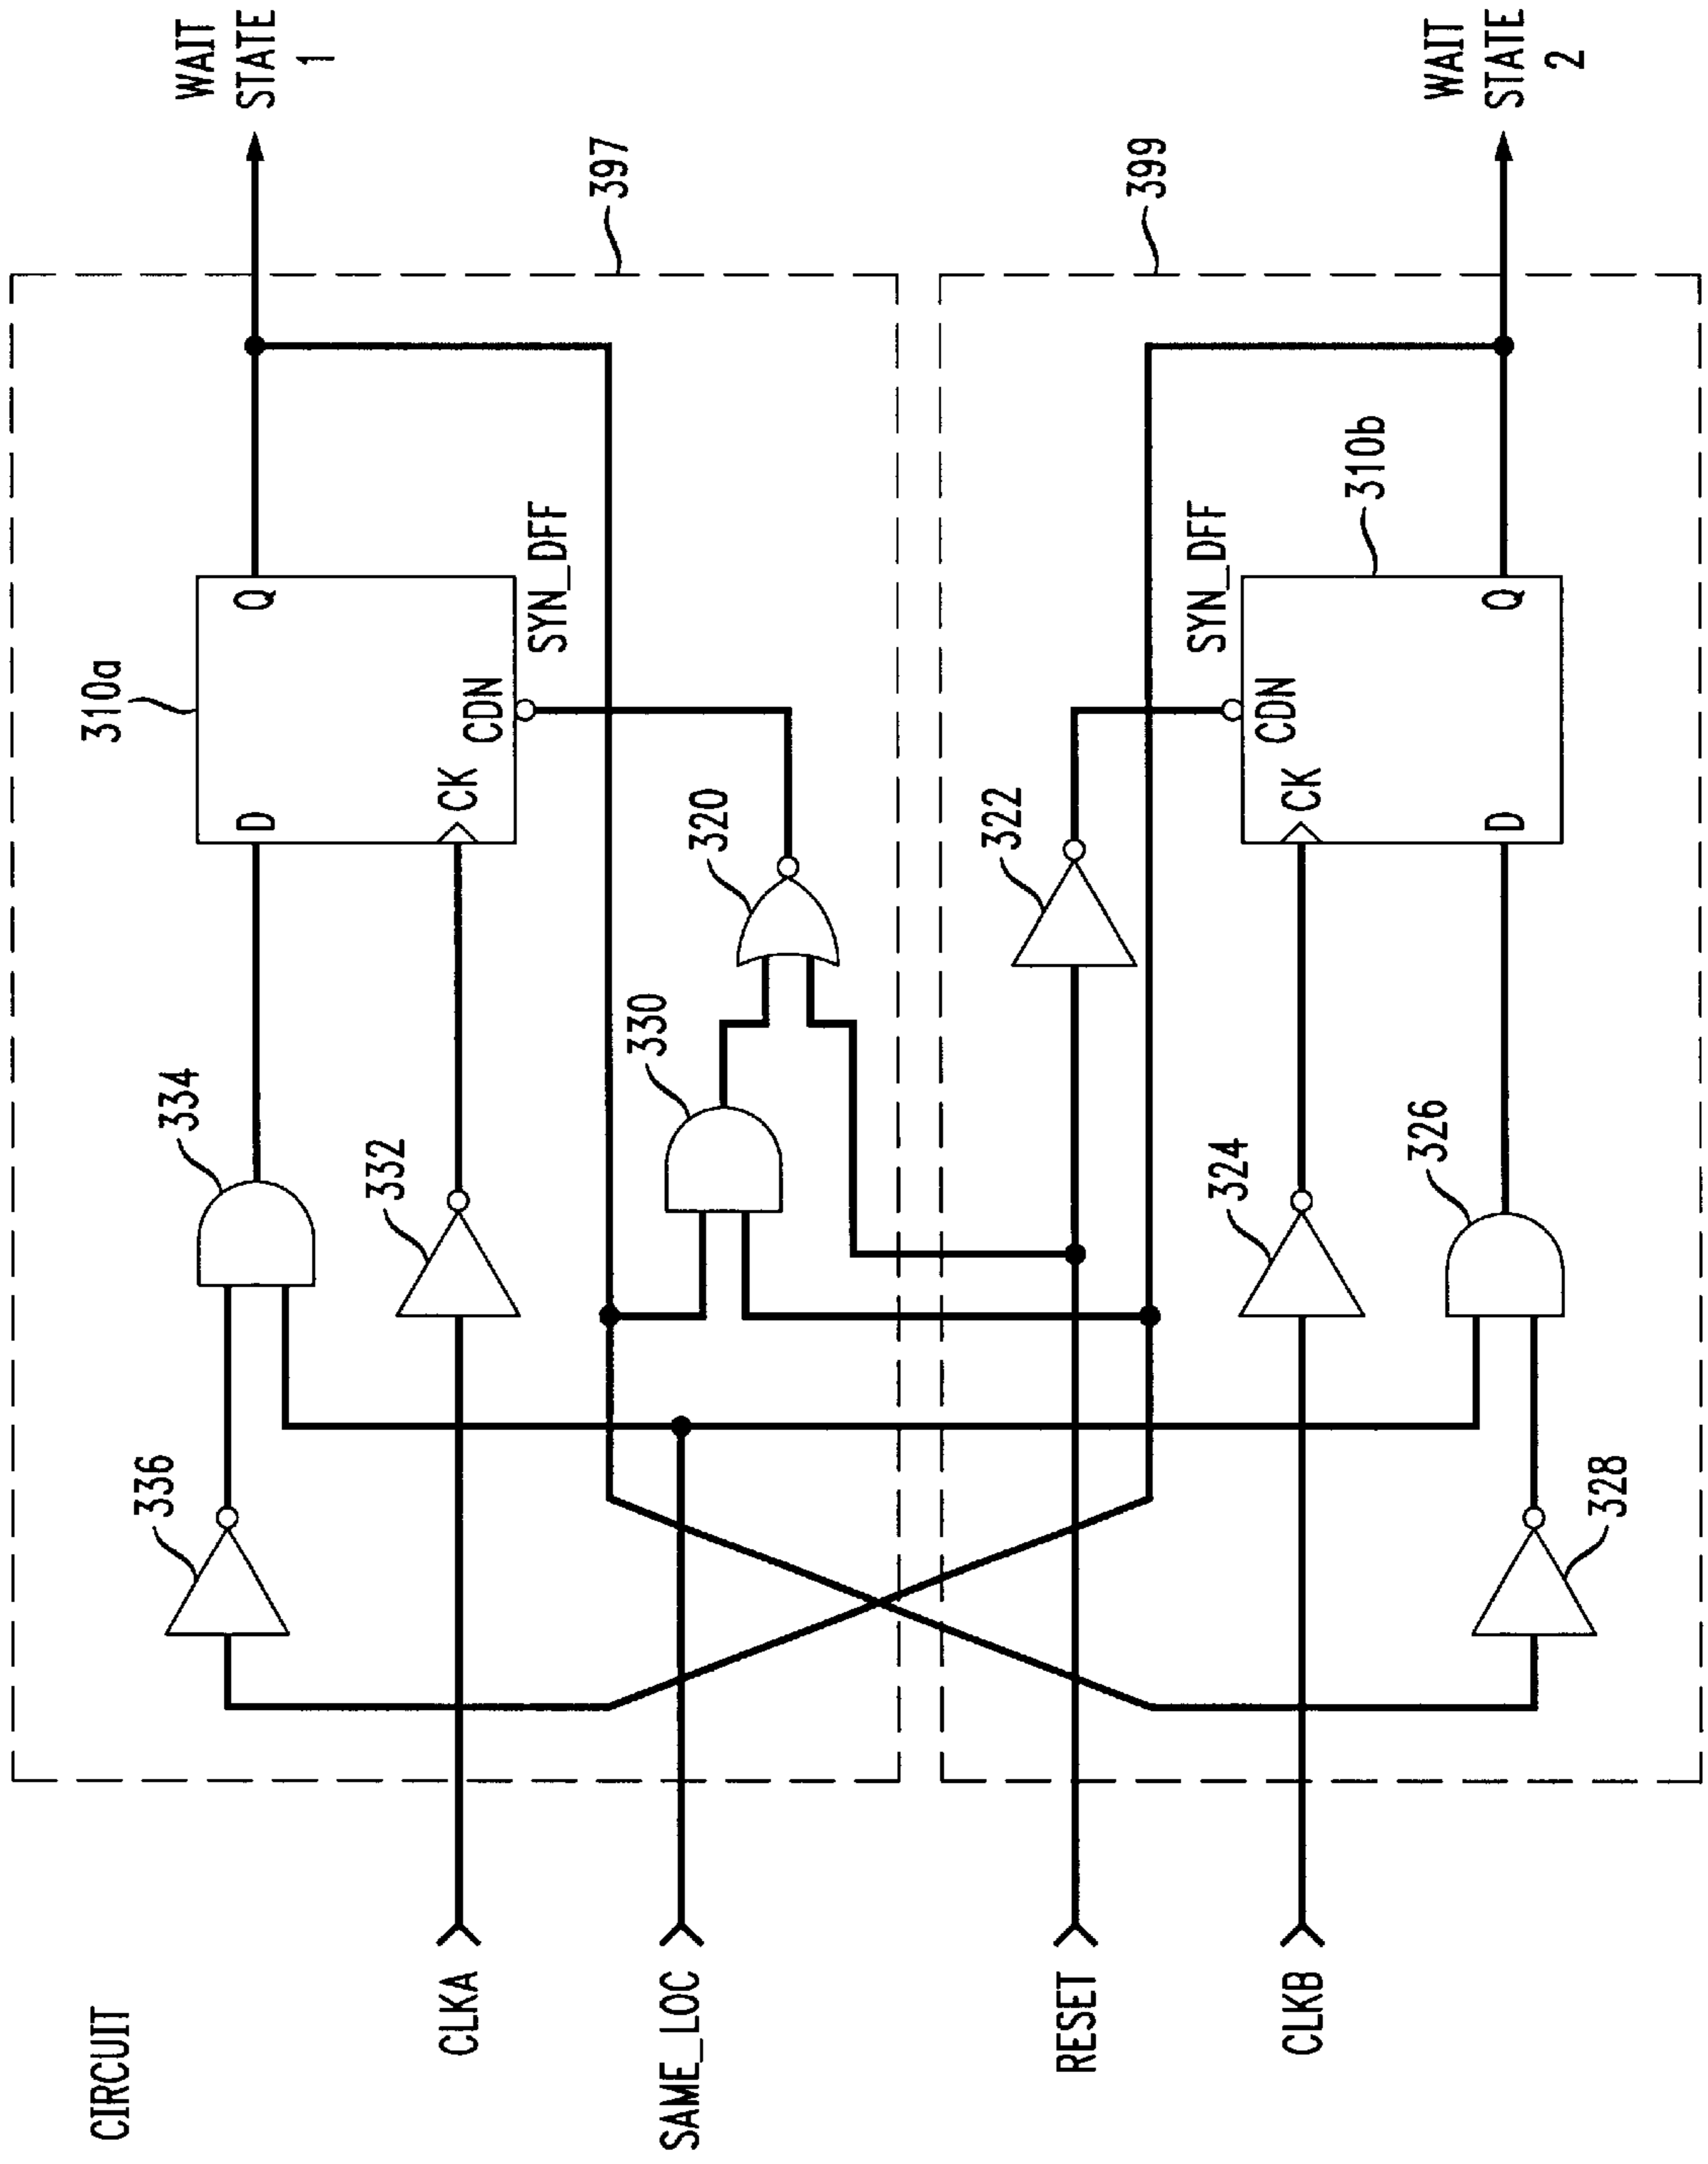 CIRCUIT
CLKA
SAME_LOC
RESET
CLKB
336
334
332
310a
D
Q
CK
CDN
SYN_DFF
330
320
397
WAIT
STATE
1
322
324
326
328
SYN_DFF
CK
CDN
D
Q
310b
399
WAIT
STATE
2